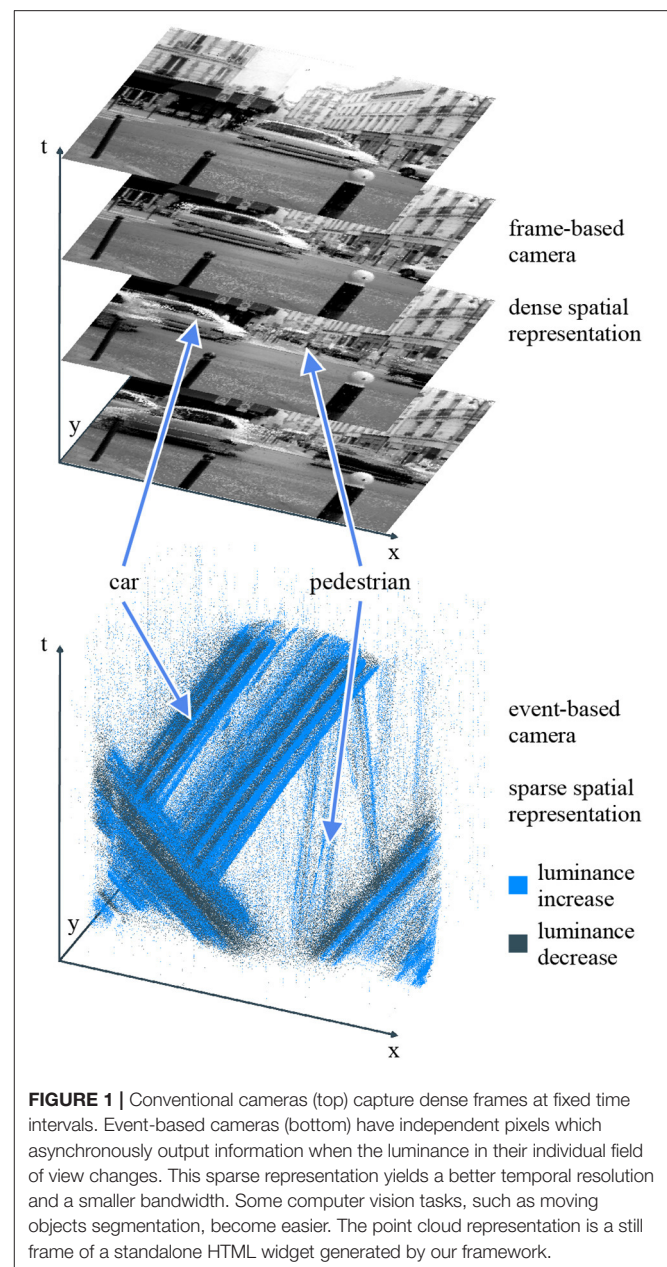 t
frame-based
camera
dense spatial
representation
y
x
car
pedestrian
t
event-based
camera
sparse spatial
representation
luminance
increase
luminance
decrease
y
x
FIGURE 1 | Conventional cameras (top) capture dense frames at fixed time
intervals. Event-based cameras (bottom) have independent pixels which
asynchronously output information when the luminance in their individual field
of view changes. This sparse representation yields a better temporal resolution
and a smaller bandwidth. Some computer vision tasks, such as moving
objects segmentation, become easier. The point cloud representation is a still
frame of a standalone HTML widget generated by our framework.